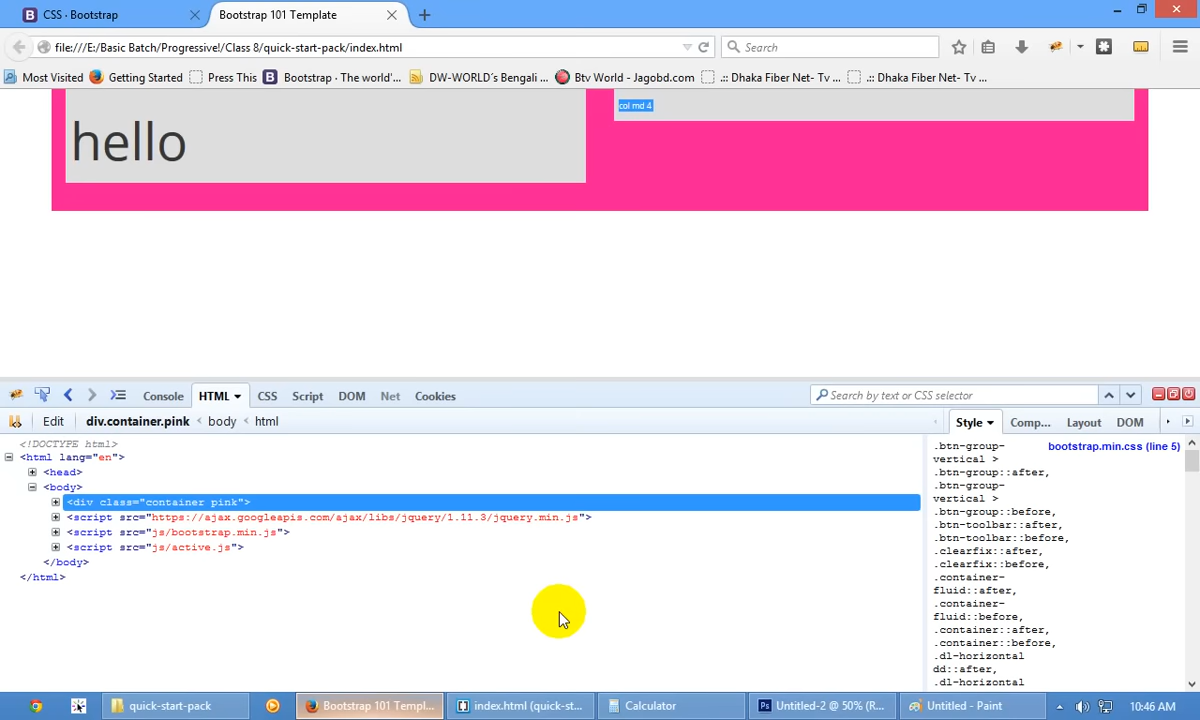 CSS · Bootstrap
Bootstrap 101 Template
file:///E:/Basic Batch/Progressive!/Class 8/quick-start-pack/index.html
Search
Most Visited
Getting Started
Press This
Bootstrap · The world'...
DW-WORLD´s Bengali ...
Btv World - Jagobd.com
.:: Dhaka Fiber Net- Tv ...
.:: Dhaka Fiber Net- Tv ...
col md 4
hello
Console
HTML
CSS
Script
DOM
Net
Cookies
Search by text or CSS selector
Edit
div.container.pink < body < html
Style
Comp...
Layout
DOM
<!DOCTYPE html>
<html lang="en">
<head>
<body>
<div class="container pink">
<script src="https://ajax.googleapis.com/ajax/libs/jquery/1.11.3/jquery.min.js">
<script src="js/bootstrap.min.js">
<script src="js/active.js">
</body>
</html>
.btn-group-
bootstrap.min.css (line 5)
vertical >
.btn-group::after,
.btn-group-
vertical >
.btn-group::before,
.btn-toolbar::after,
.btn-toolbar::before,
.clearfix::after,
.clearfix::before,
.container-
fluid::after,
.container-
fluid::before,
.container::after,
.container::before,
.dl-horizontal
dd::after,
.dl-horizontal
quick-start-pack
Bootstrap 101 Templ...
index.html (quick-st...
Calculator
Ps
Untitled-2 @ 50% (R...
Untitled - Paint
10:46 AM